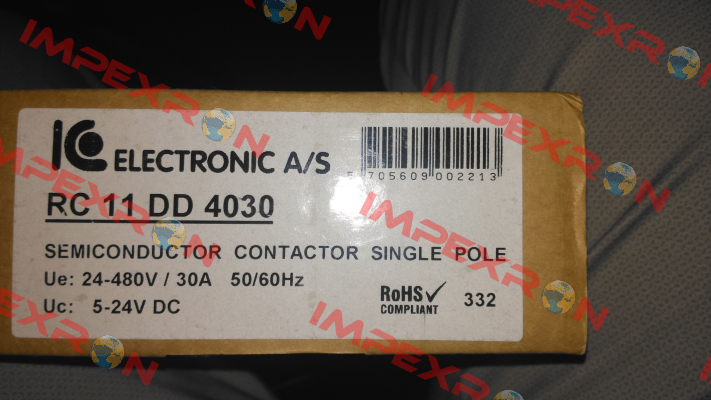 IC ELECTRONIC A/S
5 705609 002213
RC 11 DD 4030
SEMICONDUCTOR CONTACTOR SINGLE POLE
Ue: 24-480V / 30A 50/60Hz
Uc: 5-24V DC
RoHS✓
COMPLIANT
332
IMPEXRON
IMPEXRON
IMPEXRON
IMPEXRON
IMPEXRON
IMPEXRON
IMPEXRON
IMPEXRON